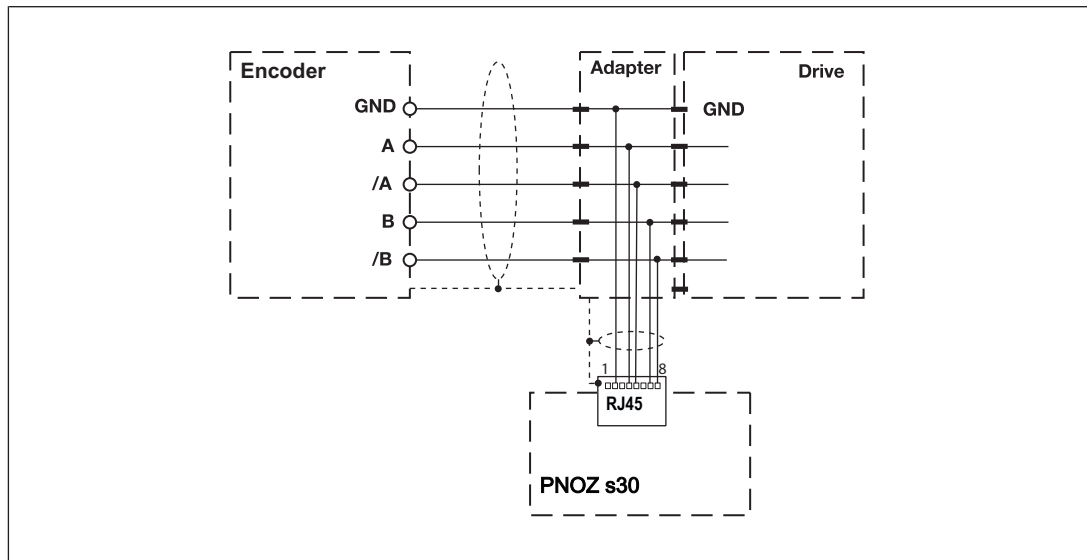 Encoder
Adapter
Drive
GND
GND
A
/A
B
/B
1
8
RJ45
PNOZ s30